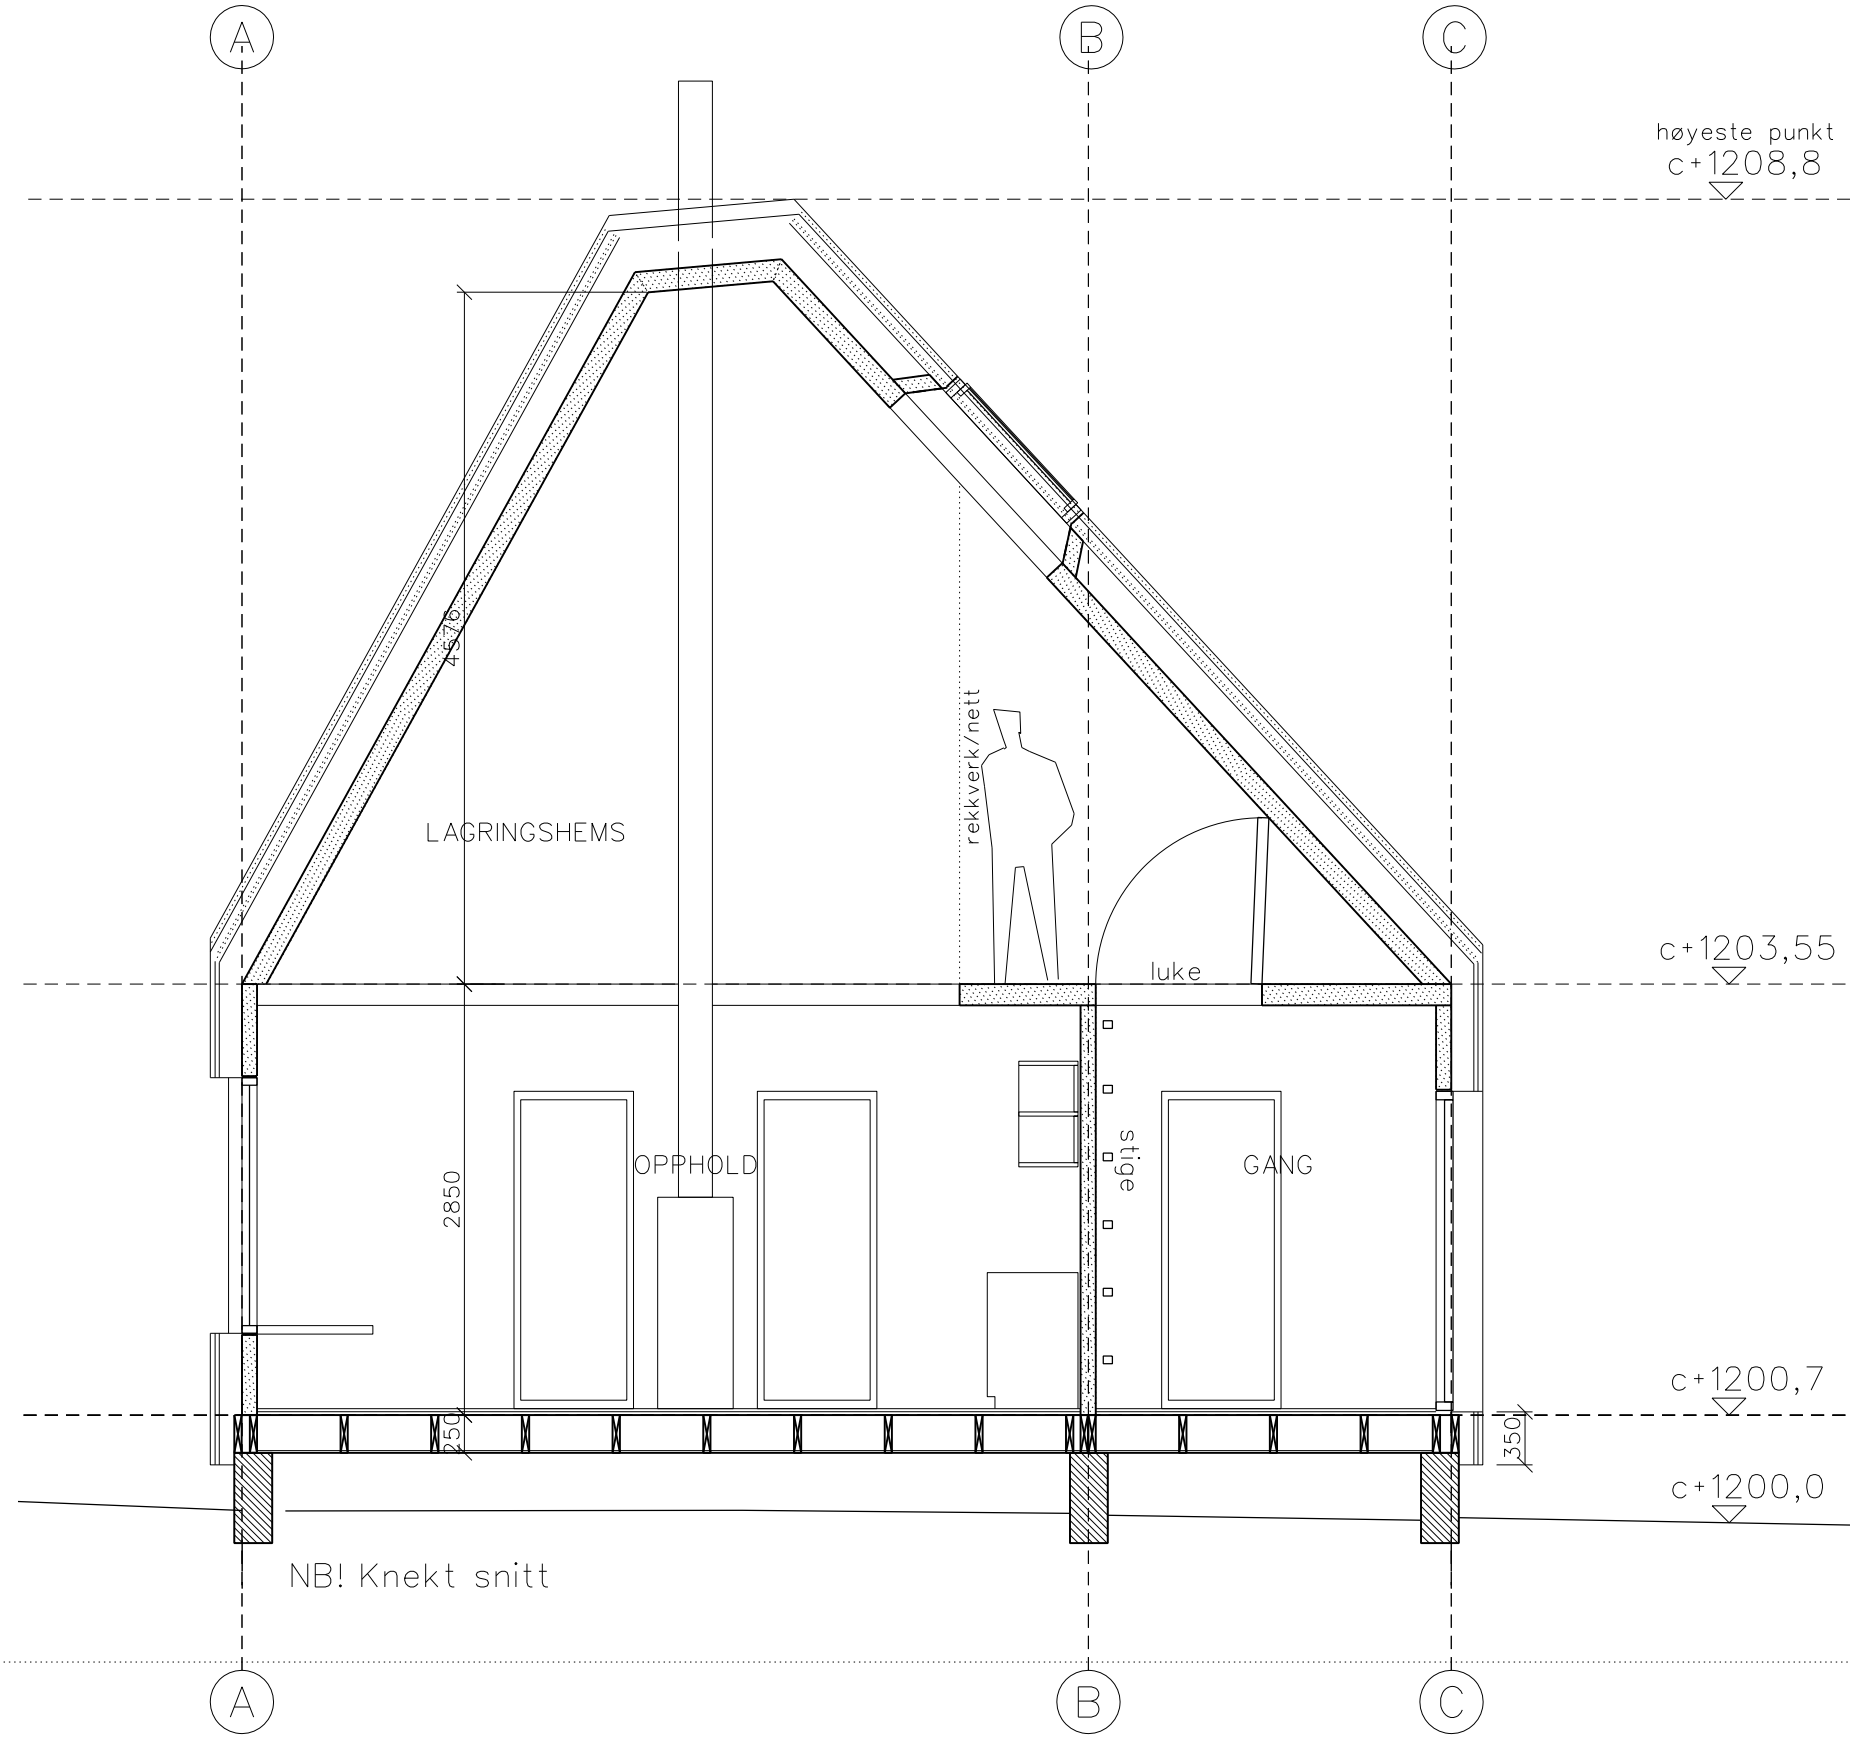 A
B
C
høyeste punkt
c+1208,8
4576
rekkverk/nett
LAGRINGSHEMS
c+1203,55
luke
stige
OPPHOLD
GANG
2850
c+1200,7
250
350
c+1200,0
NB! Knekt snitt
A
B
C